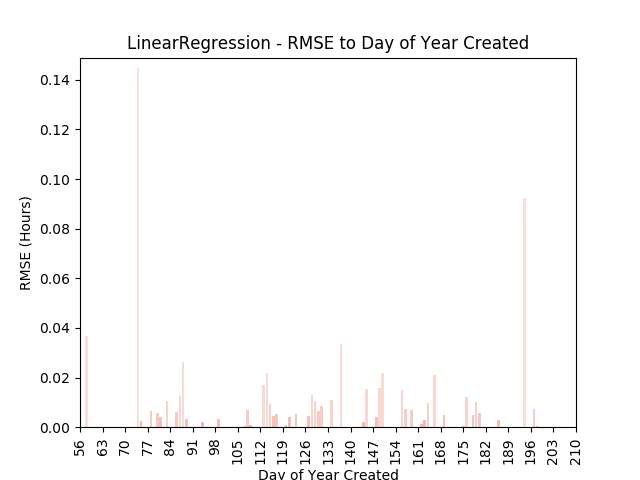 LinearRegression - RMSE to Day of Year Created
0.14
0.12
0.10
0.08
0.06
0.04
0.02
0.00
RMSE (Hours)
56 63 70 77 84 91 98 105 112 119 126 133 140 147 154 161 168 175 182 189 196 203 210
Day of Year Created